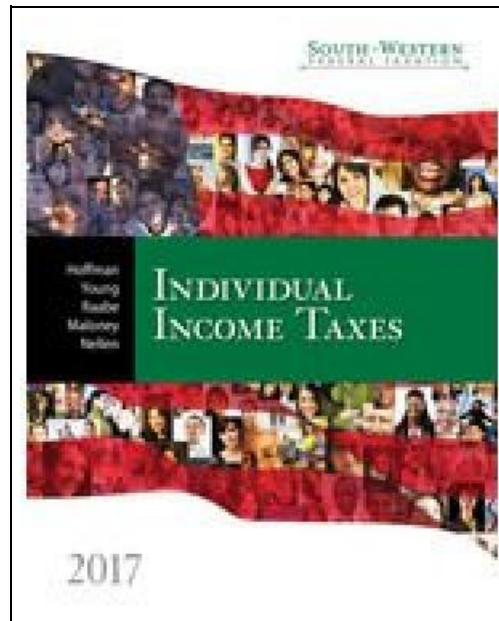 SOUTH-WESTERN
FEDERAL TAXATION
Hoffman
Young
Raabe
Maloney
Nellen
INDIVIDUAL
INCOME TAXES
2017